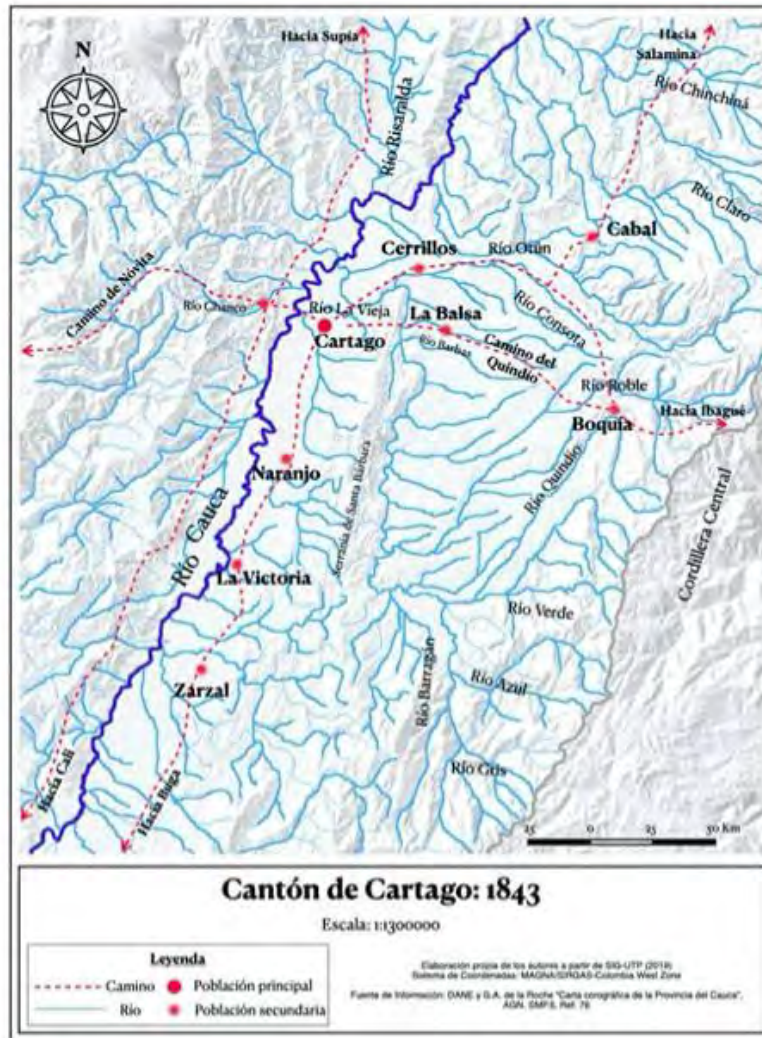 N
Hacia Supía
Hacia
Salamina
Río Chinchiná
Río Risaralda
Río Claro
Cabal
Cerrillos
Río Otún
Camino de Nóvita
Río Chanco
Río La Vieja
Cartago
La Balsa
Río Consota
Río Barbas
Camino del
Quindío
Río Roble
Boquía
Hacia Ibagué
Naranjo
Serranía de Santa Bárbara
Río Quindío
Río Cauca
La Victoria
Cordillera Central
Río Verde
Zárzal
Río Barragán
Río Azul
Río Gris
Hacia Cali
Hacia Buga
25 0 25 50 Km
Cantón de Cartago: 1843
Escala: 1:1300000
Leyenda
Camino
Población principal
Río
Población secundaria
Elaboración propia de los autores a partir de SIG-UTP (2019)
Sistema de Coordenadas: MAGNA/SIRGAS-Colombia West Zone
Fuente de Información: DANE y G.A. de la Roche "Carta corográfica de la Provincia del Cauca",
AGN. SMP.6, Ref. 76